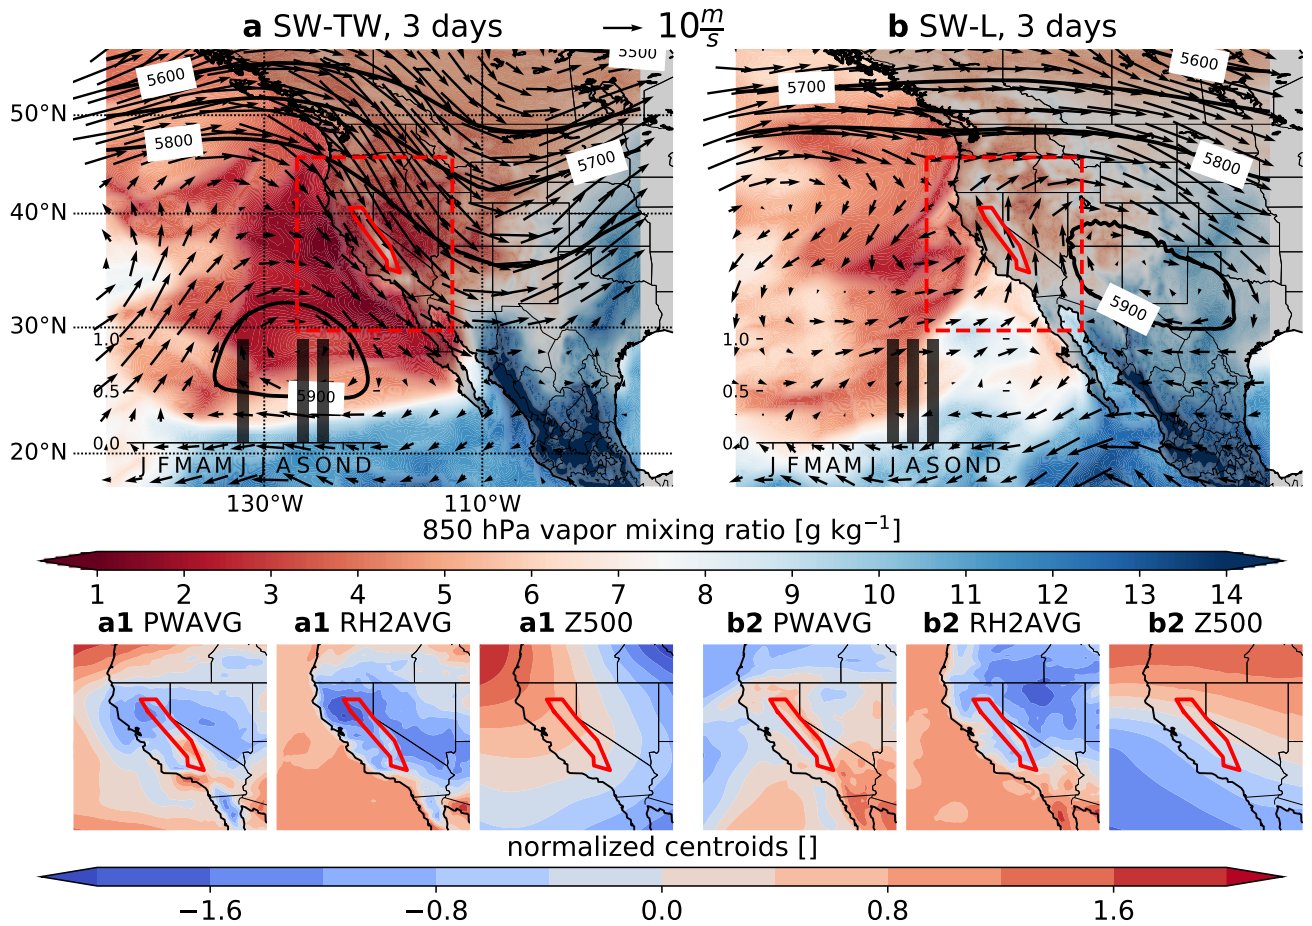 a SW-TW, 3 days
10 m/s
b SW-L, 3 days
5600
5500
5700
5600
50°N
5800
5700
5800
40°N
5900
30°N
1.0
1.0
0.5
5900
0.5
0.0
0.0
20°N
J F M A M J J A S O N D
J F M A M J J A S O N D
130°W
110°W
850 hPa vapor mixing ratio [g kg⁻¹]
1 2 3 4 5 6 7 8 9 10 11 12 13 14
a1 PWAVG
a1 RH2AVG
a1 Z500
b2 PWAVG
b2 RH2AVG
b2 Z500
normalized centroids []
−1.6 −0.8 0.0 0.8 1.6